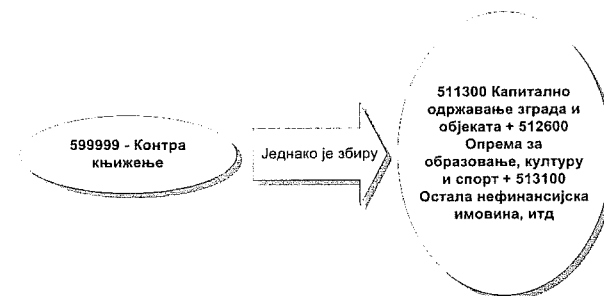 599999 - Контра
књижење
Једнако је збиру
511300 Капитално
одржавање зграда и
објеката + 512600
Опрема за
образовање, културу
и спорт + 513100
Остала нефинансијска
имовина, итд